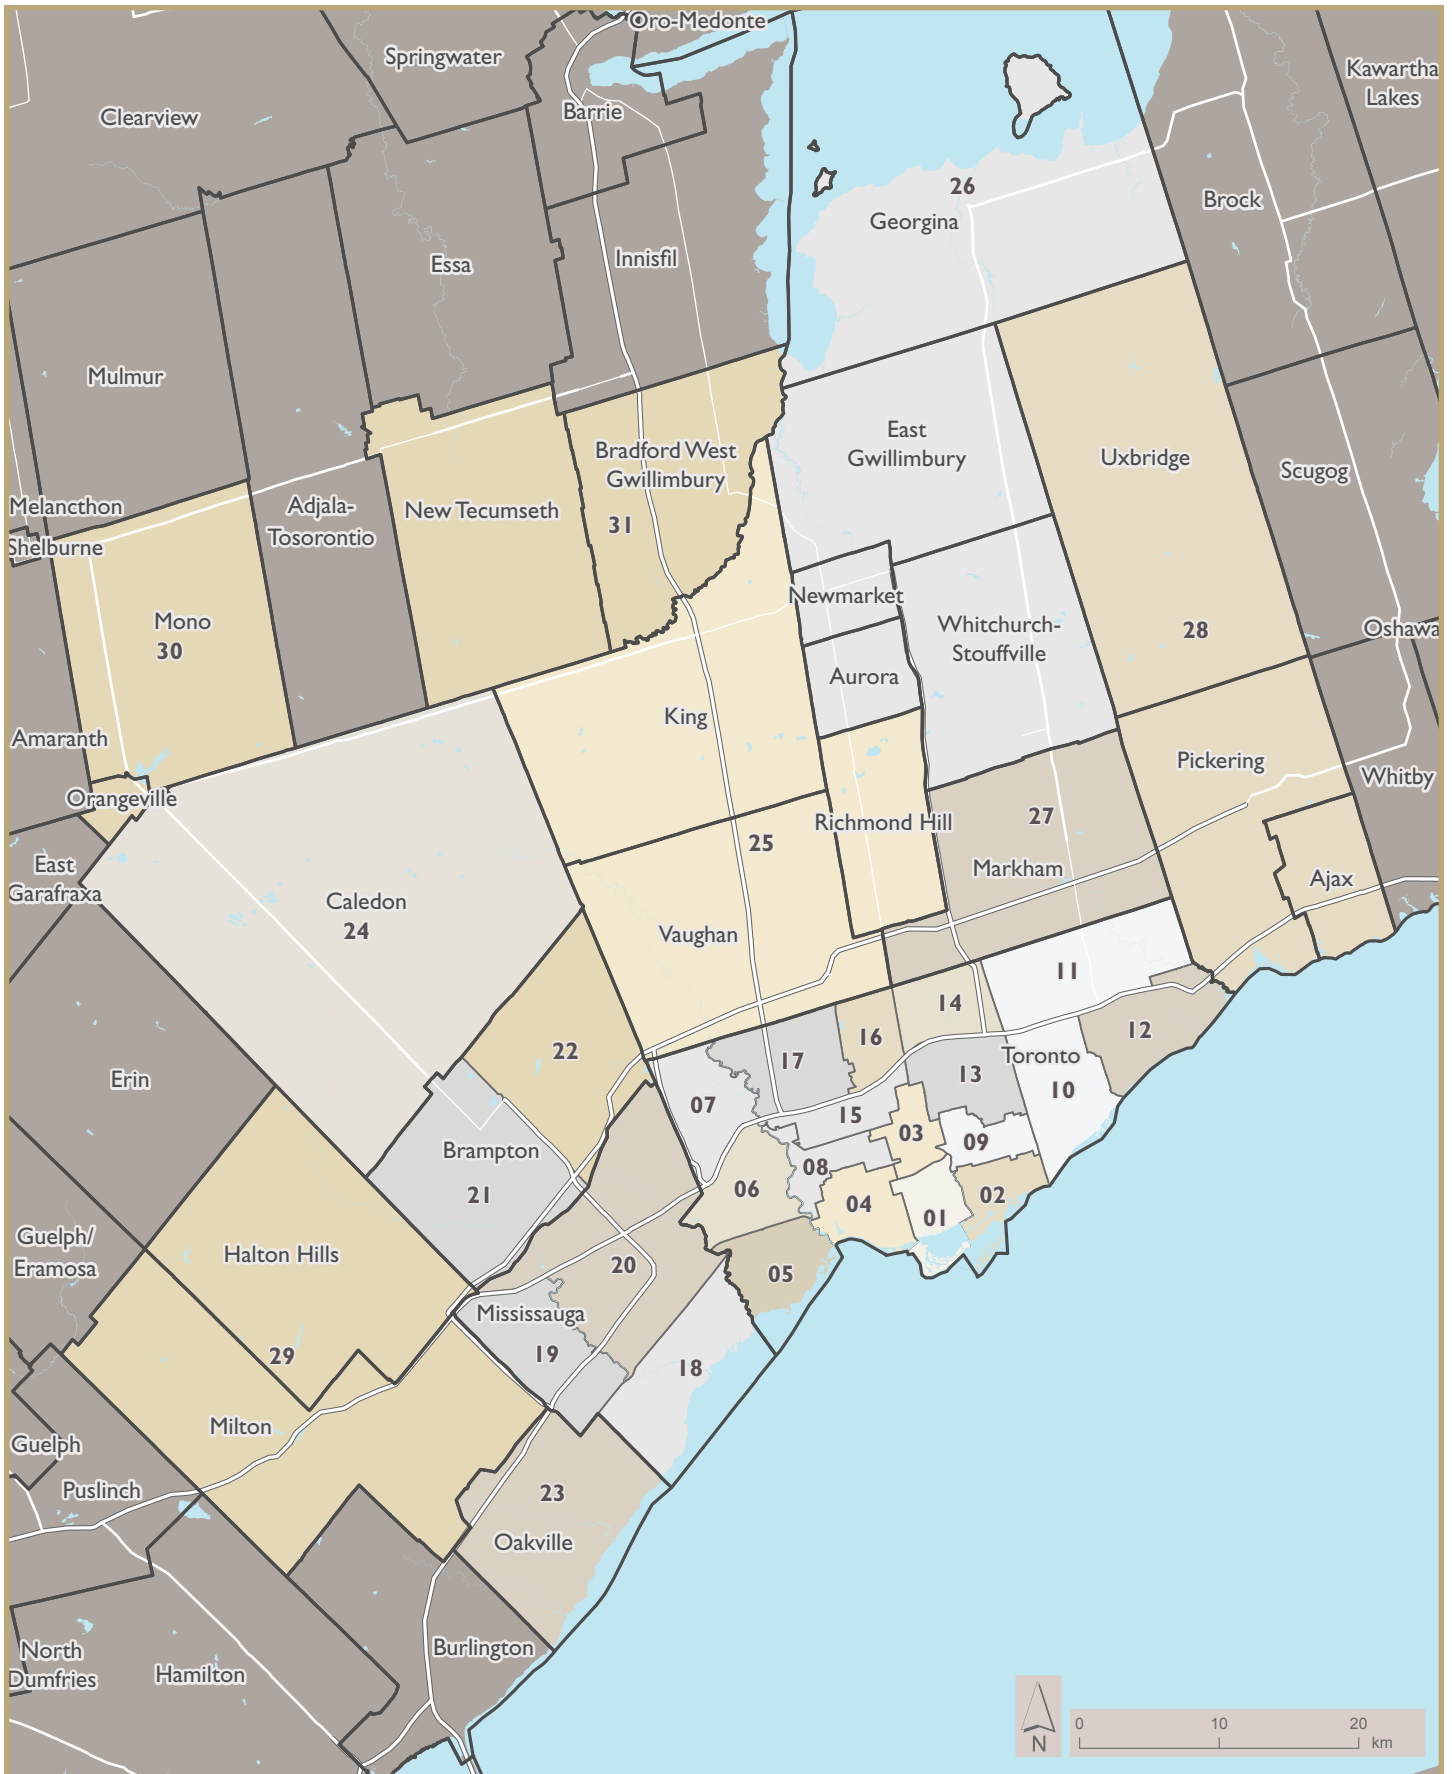 Oro-Medonte
Springwater
Kawartha
Lakes
Clearview
Barrie
26
Georgina
Brock
Essa
Innisfil
Mulmur
East
Gwillimbury
Bradford West
Gwillimbury
31
Uxbridge
28
Scugog
Melancthon
Shelburne
Adjala-
Tosorontio
New Tecumseth
Newmarket
Mono
30
Whitchurch-
Stouffville
Oshawa
Aurora
King
Amaranth
Orangeville
Pickering
Whitby
27
Markham
Richmond Hill
25
Vaughan
East
Garafraxa
Caledon
24
Ajax
11
14
12
16
22
17
Toronto
13
10
Erin
07
15
03
09
Brampton
21
08
06
02
04
01
Guelph/
Eramosa
Halton Hills
20
05
Mississauga
19
29
18
Milton
Guelph
Puslinch
23
Oakville
Burlington
North
Dumfries
Hamilton
N
0 10 20
km